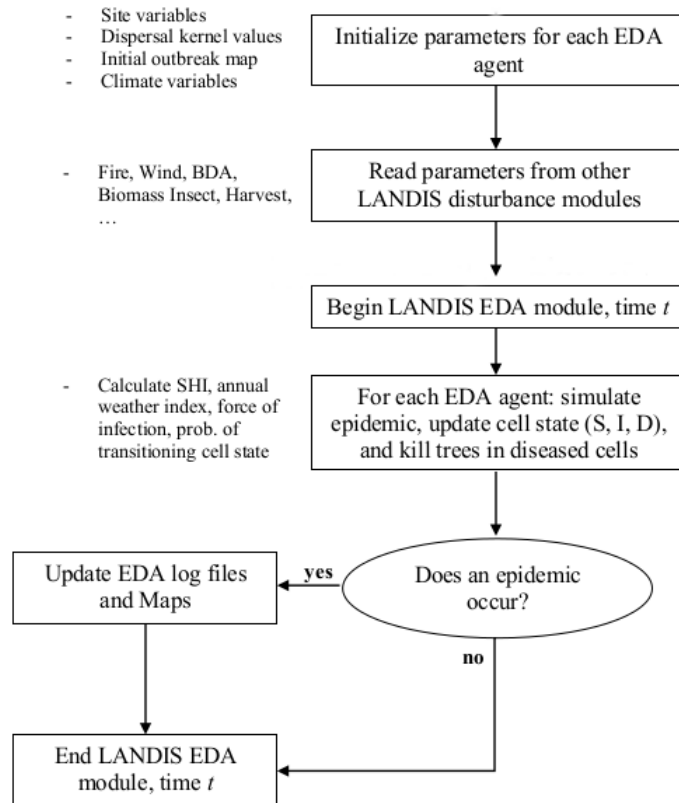 - Site variables
- Dispersal kernel values
- Initial outbreak map
- Climate variables
Initialize parameters for each EDA
agent
- Fire, Wind, BDA,
Biomass Insect, Harvest,
…
Read parameters from other
LANDIS disturbance modules
Begin LANDIS EDA module, time t
- Calculate SHI, annual
weather index, force of
infection, prob. of
transitioning cell state
For each EDA agent: simulate
epidemic, update cell state (S, I, D),
and kill trees in diseased cells
Does an epidemic
occur?
yes
Update EDA log files
and Maps
no
End LANDIS EDA
module, time t